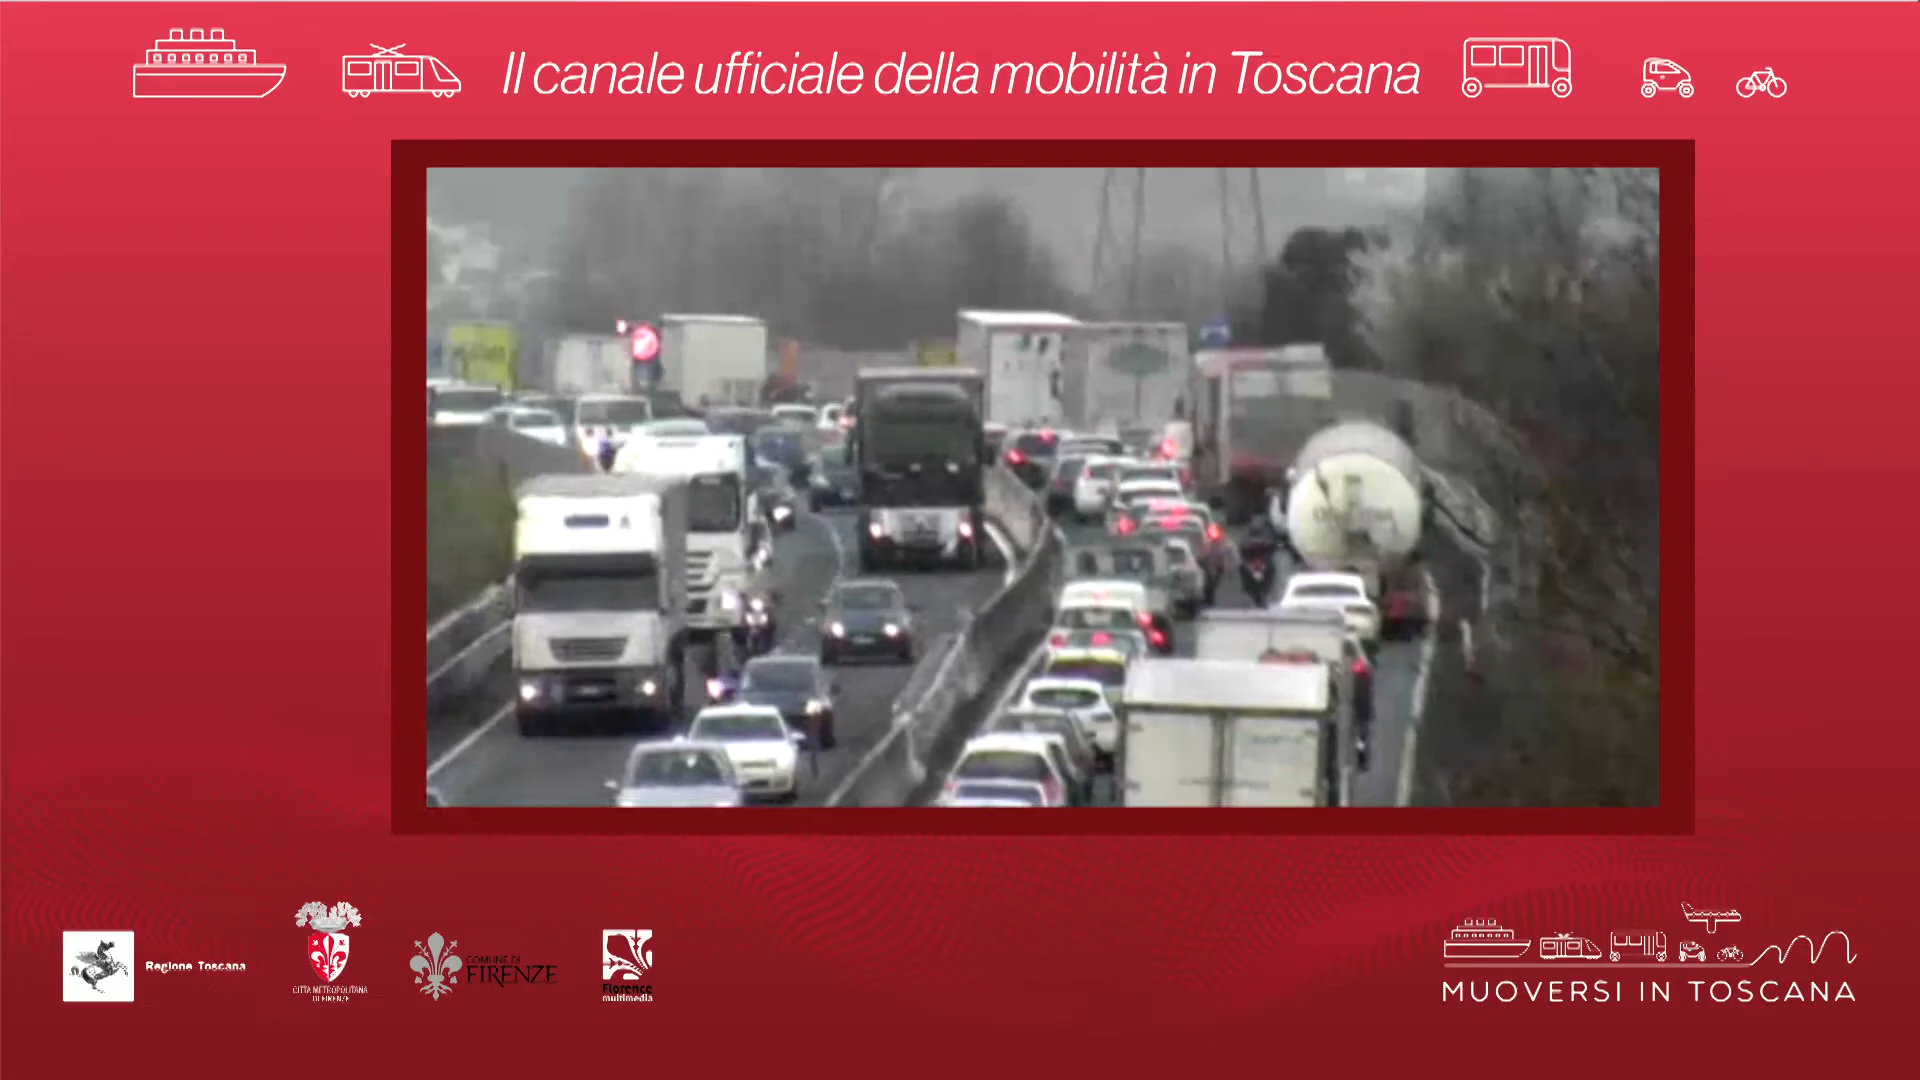 Il canale ufficiale della mobilità in Toscana
Regione Toscana
CITTÀ METROPOLITANA
DI FIRENZE
COMUNE DI
FIRENZE
Florence
multimedia
MUOVERSI IN TOSCANA